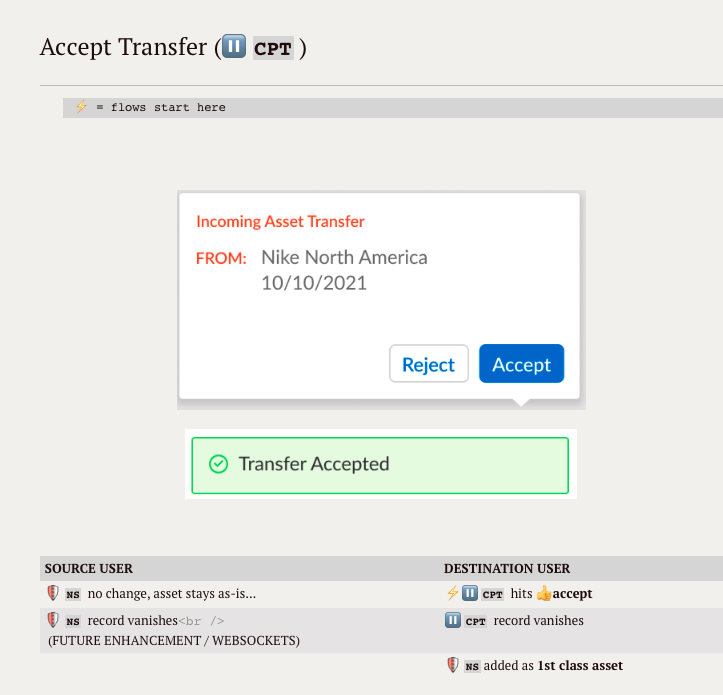 Accept Transfer (⏸️ CPT )
⚡ = flows start here
Incoming Asset Transfer
FROM: Nike North America
10/10/2021
Reject Accept
Transfer Accepted
SOURCE USER DESTINATION USER
NS no change, asset stays as-is... ⚡⏸️ CPT hits 👍accept
NS record vanishes<br /> ⏸️ CPT record vanishes
(FUTURE ENHANCEMENT / WEBSOCKETS)
NS added as 1st class asset